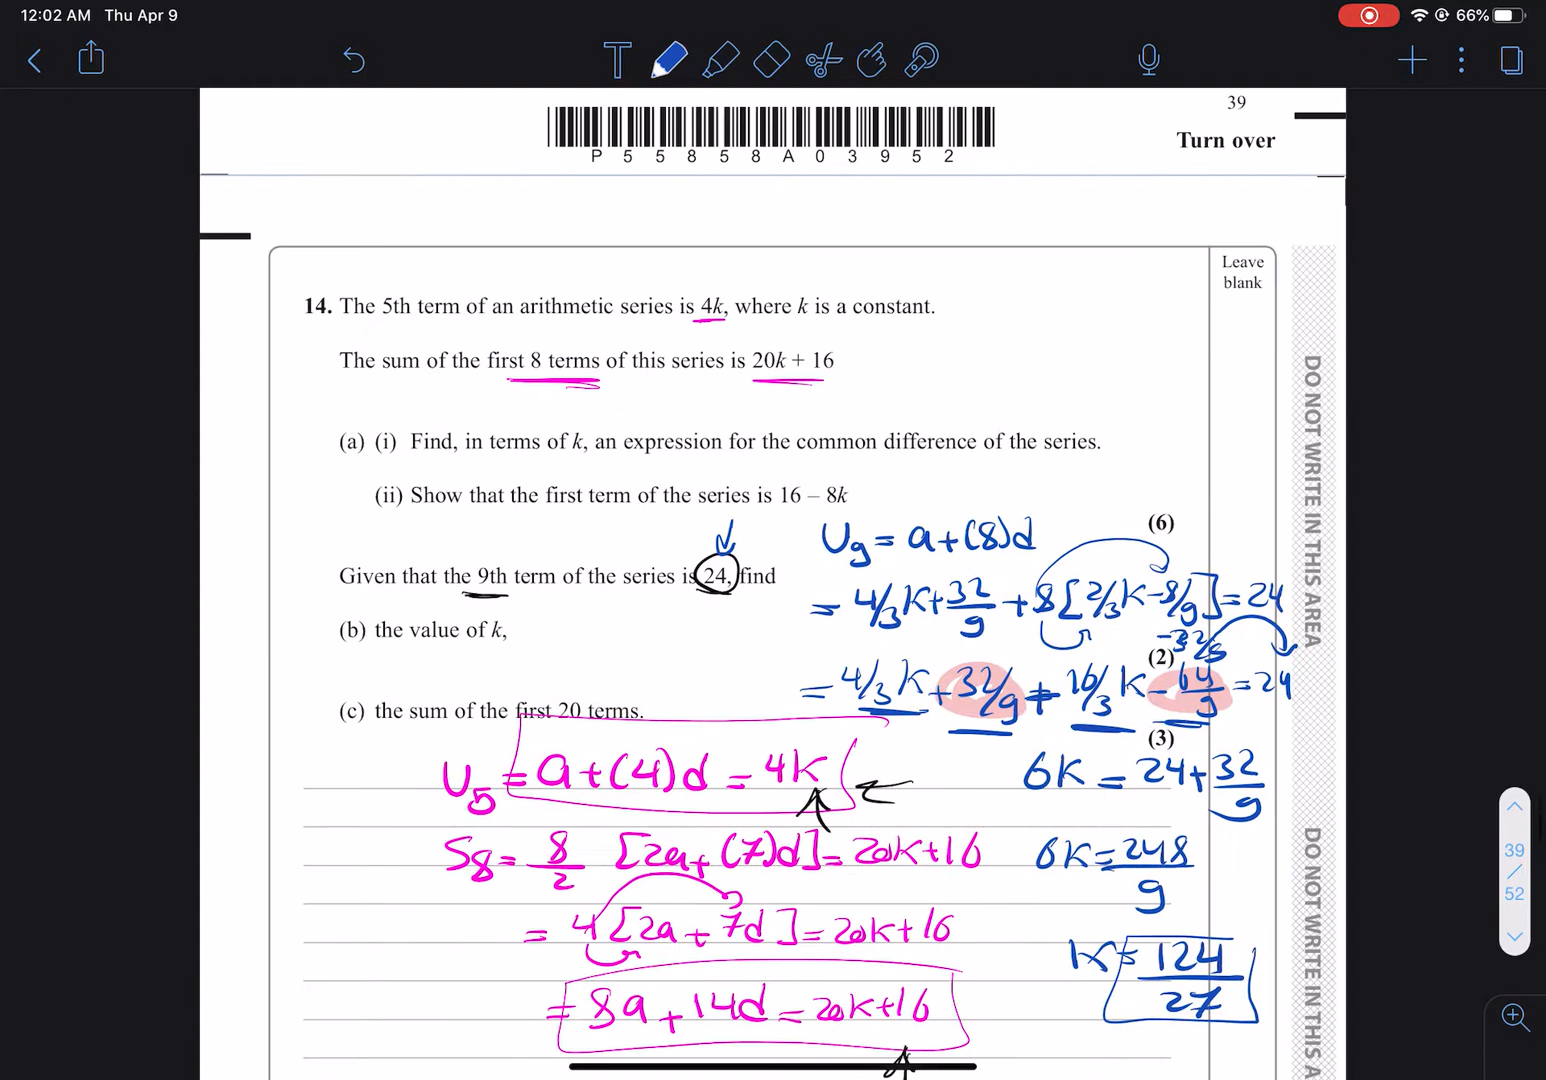 12:02 AM Thu Apr 9
66%
39
Turn over
P 5 5 8 5 8 A 0 3 9 5 2
Leave
blank
14. The 5th term of an arithmetic series is 4k, where k is a constant.
The sum of the first 8 terms of this series is 20k + 16
(a) (i) Find, in terms of k, an expression for the common difference of the series.
(ii) Show that the first term of the series is 16 – 8k
(6)
U9 = a+(8)d
Given that the 9th term of the series is 24, find
= 4/3 k + 32/9 + 8[2/3 k - 8/9] = 24
(b) the value of k,
(2)
= 4/3 k + 32/9 + 16/3 k - 64/9 = 24
(c) the sum of the first 20 terms.
(3)
U5 = a+(4)d = 4k
6k = 24 + 32/9
S8 = 8/2 [2a+(7)d] = 20k+16
6k = 248/9
= 4[2a + 7d] = 20k+16
k = 124/27
= 8a + 14d = 20k+16
DO NOT WRITE IN THIS AREA
DO NOT WRITE IN THIS A
39
/
52